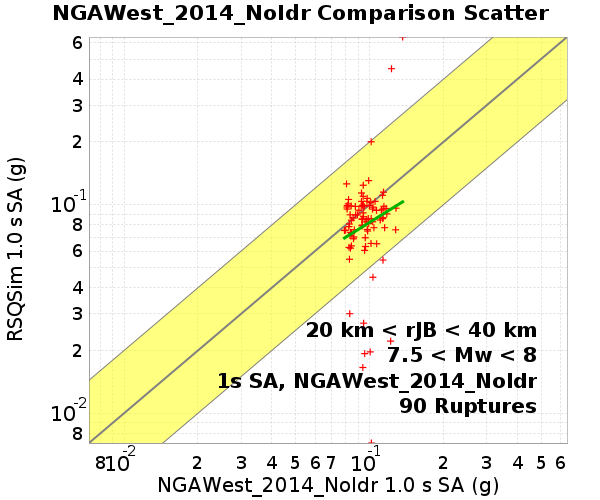 NGAWest_2014_NoIdr Comparison Scatter
6
4
3
2
10-1
8
6
4
3
2
10-2
8
RSQSim 1.0 s SA (g)
20 km < rJB < 40 km
7.5 < Mw < 8
1s SA, NGAWest_2014_NoIdr
90 Ruptures
8 10-2 2 3 4 5 6 7 10-1 2 3 4 5 6
NGAWest_2014_NoIdr 1.0 s SA (g)